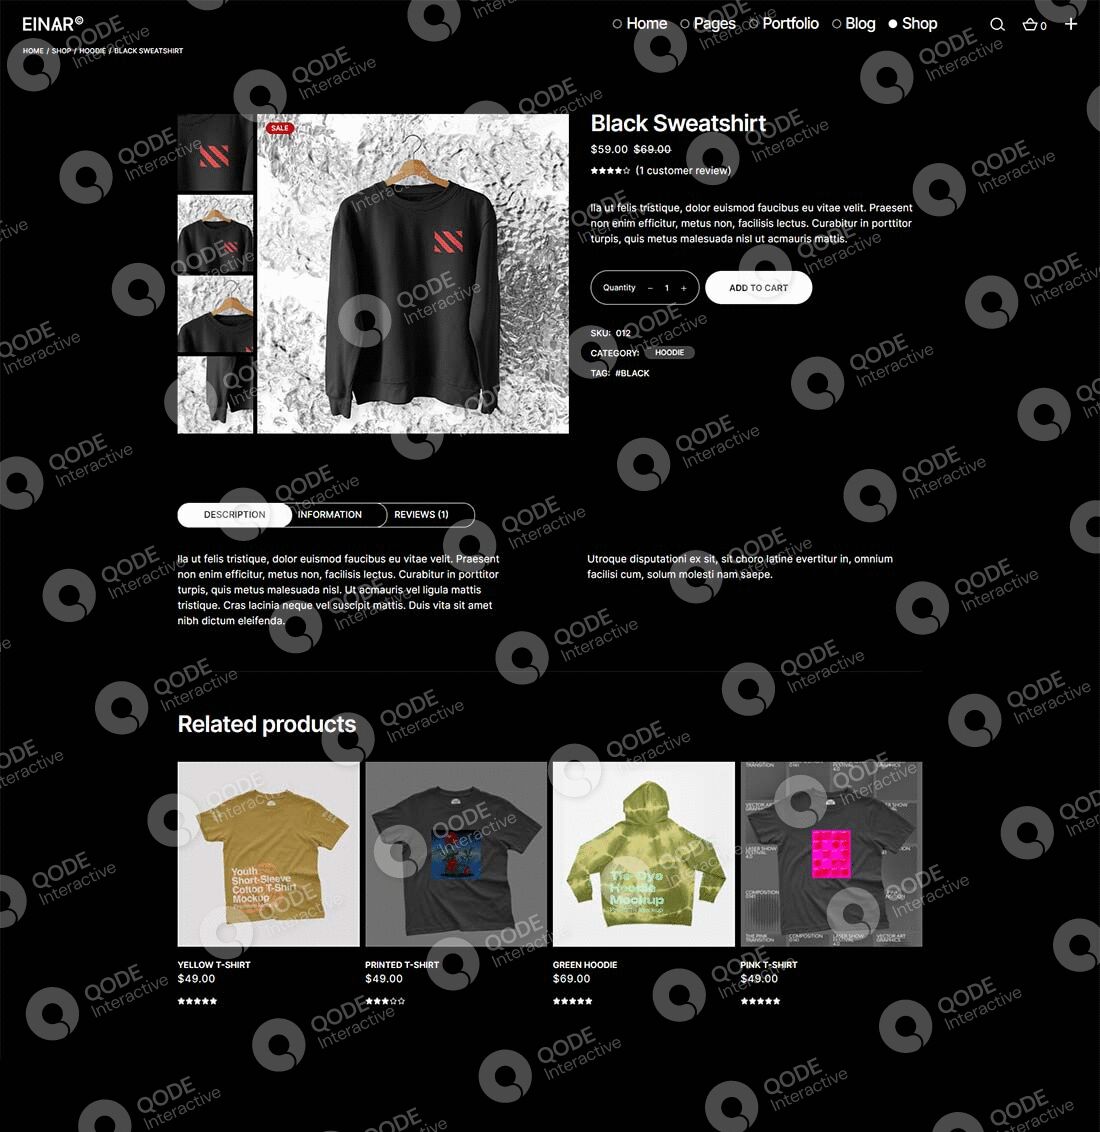 EINAR©
Home
Pages
Portfolio
Blog
Shop
0
HOME / SHOP / HOODIE / BLACK SWEATSHIRT
SALE
Black Sweatshirt
$59.00 $69.00
(1 customer review)
Ila ut felis tristique, dolor euismod faucibus eu vitae velit. Praesent
non enim efficitur, metus non, facilisis lectus. Curabitur in porttitor
turpis, quis metus malesuada nisl ut acmauris mattis.
Quantity − 1 +
ADD TO CART
SKU: 012
CATEGORY: HOODIE
TAG: #BLACK
DESCRIPTION
INFORMATION
REVIEWS (1)
Ila ut felis tristique, dolor euismod faucibus eu vitae velit. Praesent
non enim efficitur, metus non, facilisis lectus. Curabitur in porttitor
turpis, quis metus malesuada nisl. Ut acmauris vel ligula mattis
tristique. Cras lacinia neque vel suscipit mattis. Duis vita sit amet
nibh dictum eleifenda.
Utroque disputationi ex sit, sit choro latine evertitur in, omnium
facilisi cum, solum molesti nam saepe.
Related products
Youth
Short-Sleeve
Cotton T-Shirt
Mockup
Tie-Dye
Hoodie
Mockup
YELLOW T-SHIRT
$49.00
PRINTED T-SHIRT
$49.00
GREEN HOODIE
$69.00
PINK T-SHIRT
$49.00
QODE
Interactive